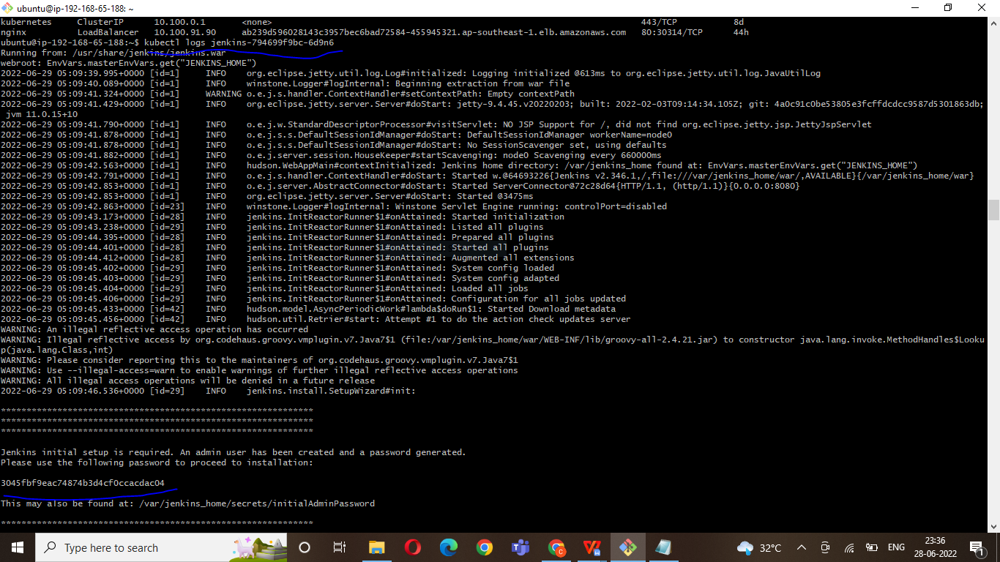 ubuntu@ip-192-168-65-188: ~
kubernetes ClusterIP 10.100.0.1 <none> 443/TCP 8d
nginx LoadBalancer 10.100.91.90 ab239d596028143c3957bec6bad72584-455945321.ap-southeast-1.elb.amazonaws.com 80:30314/TCP 44h
ubuntu@ip-192-168-65-188:~$ kubectl logs jenkins-794699f9bc-6d9n6
Running from: /usr/share/jenkins/jenkins.war
webroot: EnvVars.masterEnvVars.get("JENKINS_HOME")
2022-06-29 05:09:39.995+0000 [id=1] INFO org.eclipse.jetty.util.log.Log#initialized: Logging initialized @613ms to org.eclipse.jetty.util.log.JavaUtilLog
2022-06-29 05:09:40.089+0000 [id=1] INFO winstone.Logger#logInternal: Beginning extraction from war file
2022-06-29 05:09:41.324+0000 [id=1] WARNING o.e.j.s.handler.ContextHandler#setContextPath: Empty contextPath
2022-06-29 05:09:41.429+0000 [id=1] INFO org.eclipse.jetty.server.Server#doStart: jetty-9.4.45.v20220203; built: 2022-02-03T09:14:34.105Z; git: 4a0c91c0be53805e3fcffdcdcc9587d5301863db;
jvm 11.0.15+10
2022-06-29 05:09:41.790+0000 [id=1] INFO o.e.j.w.StandardDescriptorProcessor#visitServlet: NO JSP Support for /, did not find org.eclipse.jetty.jsp.JettyJspServlet
2022-06-29 05:09:41.878+0000 [id=1] INFO o.e.j.s.s.DefaultSessionIdManager#doStart: DefaultSessionIdManager workerName=node0
2022-06-29 05:09:41.878+0000 [id=1] INFO o.e.j.s.s.DefaultSessionIdManager#doStart: No SessionScavenger set, using defaults
2022-06-29 05:09:41.882+0000 [id=1] INFO o.e.j.server.session.HouseKeeper#startScavenging: node0 Scavenging every 660000ms
2022-06-29 05:09:42.563+0000 [id=1] INFO hudson.WebAppMain#contextInitialized: Jenkins home directory: /var/jenkins_home found at: EnvVars.masterEnvVars.get("JENKINS_HOME")
2022-06-29 05:09:42.791+0000 [id=1] INFO o.e.j.s.handler.ContextHandler#doStart: Started w.@64693226{Jenkins v2.346.1,/,file:///var/jenkins_home/war/,AVAILABLE}{/var/jenkins_home/war}
2022-06-29 05:09:42.853+0000 [id=1] INFO o.e.j.server.AbstractConnector#doStart: Started ServerConnector@72c28d64{HTTP/1.1, (http/1.1)}{0.0.0.0:8080}
2022-06-29 05:09:42.853+0000 [id=1] INFO org.eclipse.jetty.server.Server#doStart: Started @3475ms
2022-06-29 05:09:42.863+0000 [id=23] INFO winstone.Logger#logInternal: Winstone Servlet Engine running: controlPort=disabled
2022-06-29 05:09:43.173+0000 [id=28] INFO jenkins.InitReactorRunner$1#onAttained: Started initialization
2022-06-29 05:09:43.238+0000 [id=29] INFO jenkins.InitReactorRunner$1#onAttained: Listed all plugins
2022-06-29 05:09:44.395+0000 [id=28] INFO jenkins.InitReactorRunner$1#onAttained: Prepared all plugins
2022-06-29 05:09:44.401+0000 [id=28] INFO jenkins.InitReactorRunner$1#onAttained: Started all plugins
2022-06-29 05:09:44.412+0000 [id=28] INFO jenkins.InitReactorRunner$1#onAttained: Augmented all extensions
2022-06-29 05:09:45.402+0000 [id=29] INFO jenkins.InitReactorRunner$1#onAttained: System config loaded
2022-06-29 05:09:45.403+0000 [id=29] INFO jenkins.InitReactorRunner$1#onAttained: System config adapted
2022-06-29 05:09:45.404+0000 [id=29] INFO jenkins.InitReactorRunner$1#onAttained: Loaded all jobs
2022-06-29 05:09:45.406+0000 [id=29] INFO jenkins.InitReactorRunner$1#onAttained: Configuration for all jobs updated
2022-06-29 05:09:45.433+0000 [id=42] INFO hudson.model.AsyncPeriodicWork#lambda$doRun$1: Started Download metadata
2022-06-29 05:09:45.456+0000 [id=42] INFO hudson.util.Retrier#start: Attempt #1 to do the action check updates server
WARNING: An illegal reflective access operation has occurred
WARNING: Illegal reflective access by org.codehaus.groovy.vmplugin.v7.Java7$1 (file:/var/jenkins_home/war/WEB-INF/lib/groovy-all-2.4.21.jar) to constructor java.lang.invoke.MethodHandles$Looku
p(java.lang.Class,int)
WARNING: Please consider reporting this to the maintainers of org.codehaus.groovy.vmplugin.v7.Java7$1
WARNING: Use --illegal-access=warn to enable warnings of further illegal reflective access operations
WARNING: All illegal access operations will be denied in a future release
2022-06-29 05:09:46.536+0000 [id=29] INFO jenkins.install.SetupWizard#init:
*************************************************************
*************************************************************
*************************************************************
Jenkins initial setup is required. An admin user has been created and a password generated.
Please use the following password to proceed to installation:
3045fbf9eac74874b3d4cf0ccacdac04
This may also be found at: /var/jenkins_home/secrets/initialAdminPassword
*************************************************************
Type here to search
32°C
ENG
23:36
28-06-2022
1